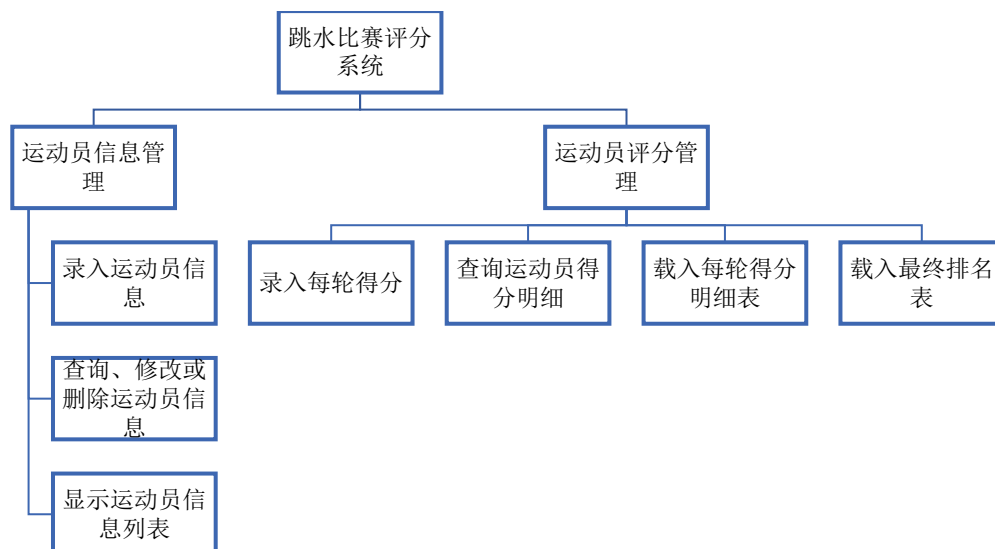 跳水比赛评分
系统
运动员信息管
理
运动员评分管
理
录入运动员信
息
录入每轮得分
查询运动员得
分明细
载入每轮得分
明细表
载入最终排名
表
查询、修改或
删除运动员信
息
显示运动员信
息列表